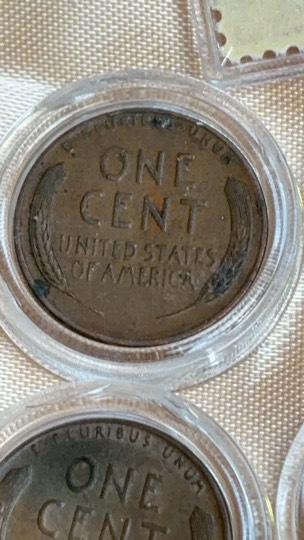 E PLURIBUS UNUM
ONE
CENT
UNITED STATES
OF AMERICA
E PLURIBUS UNUM
ONE
CENT